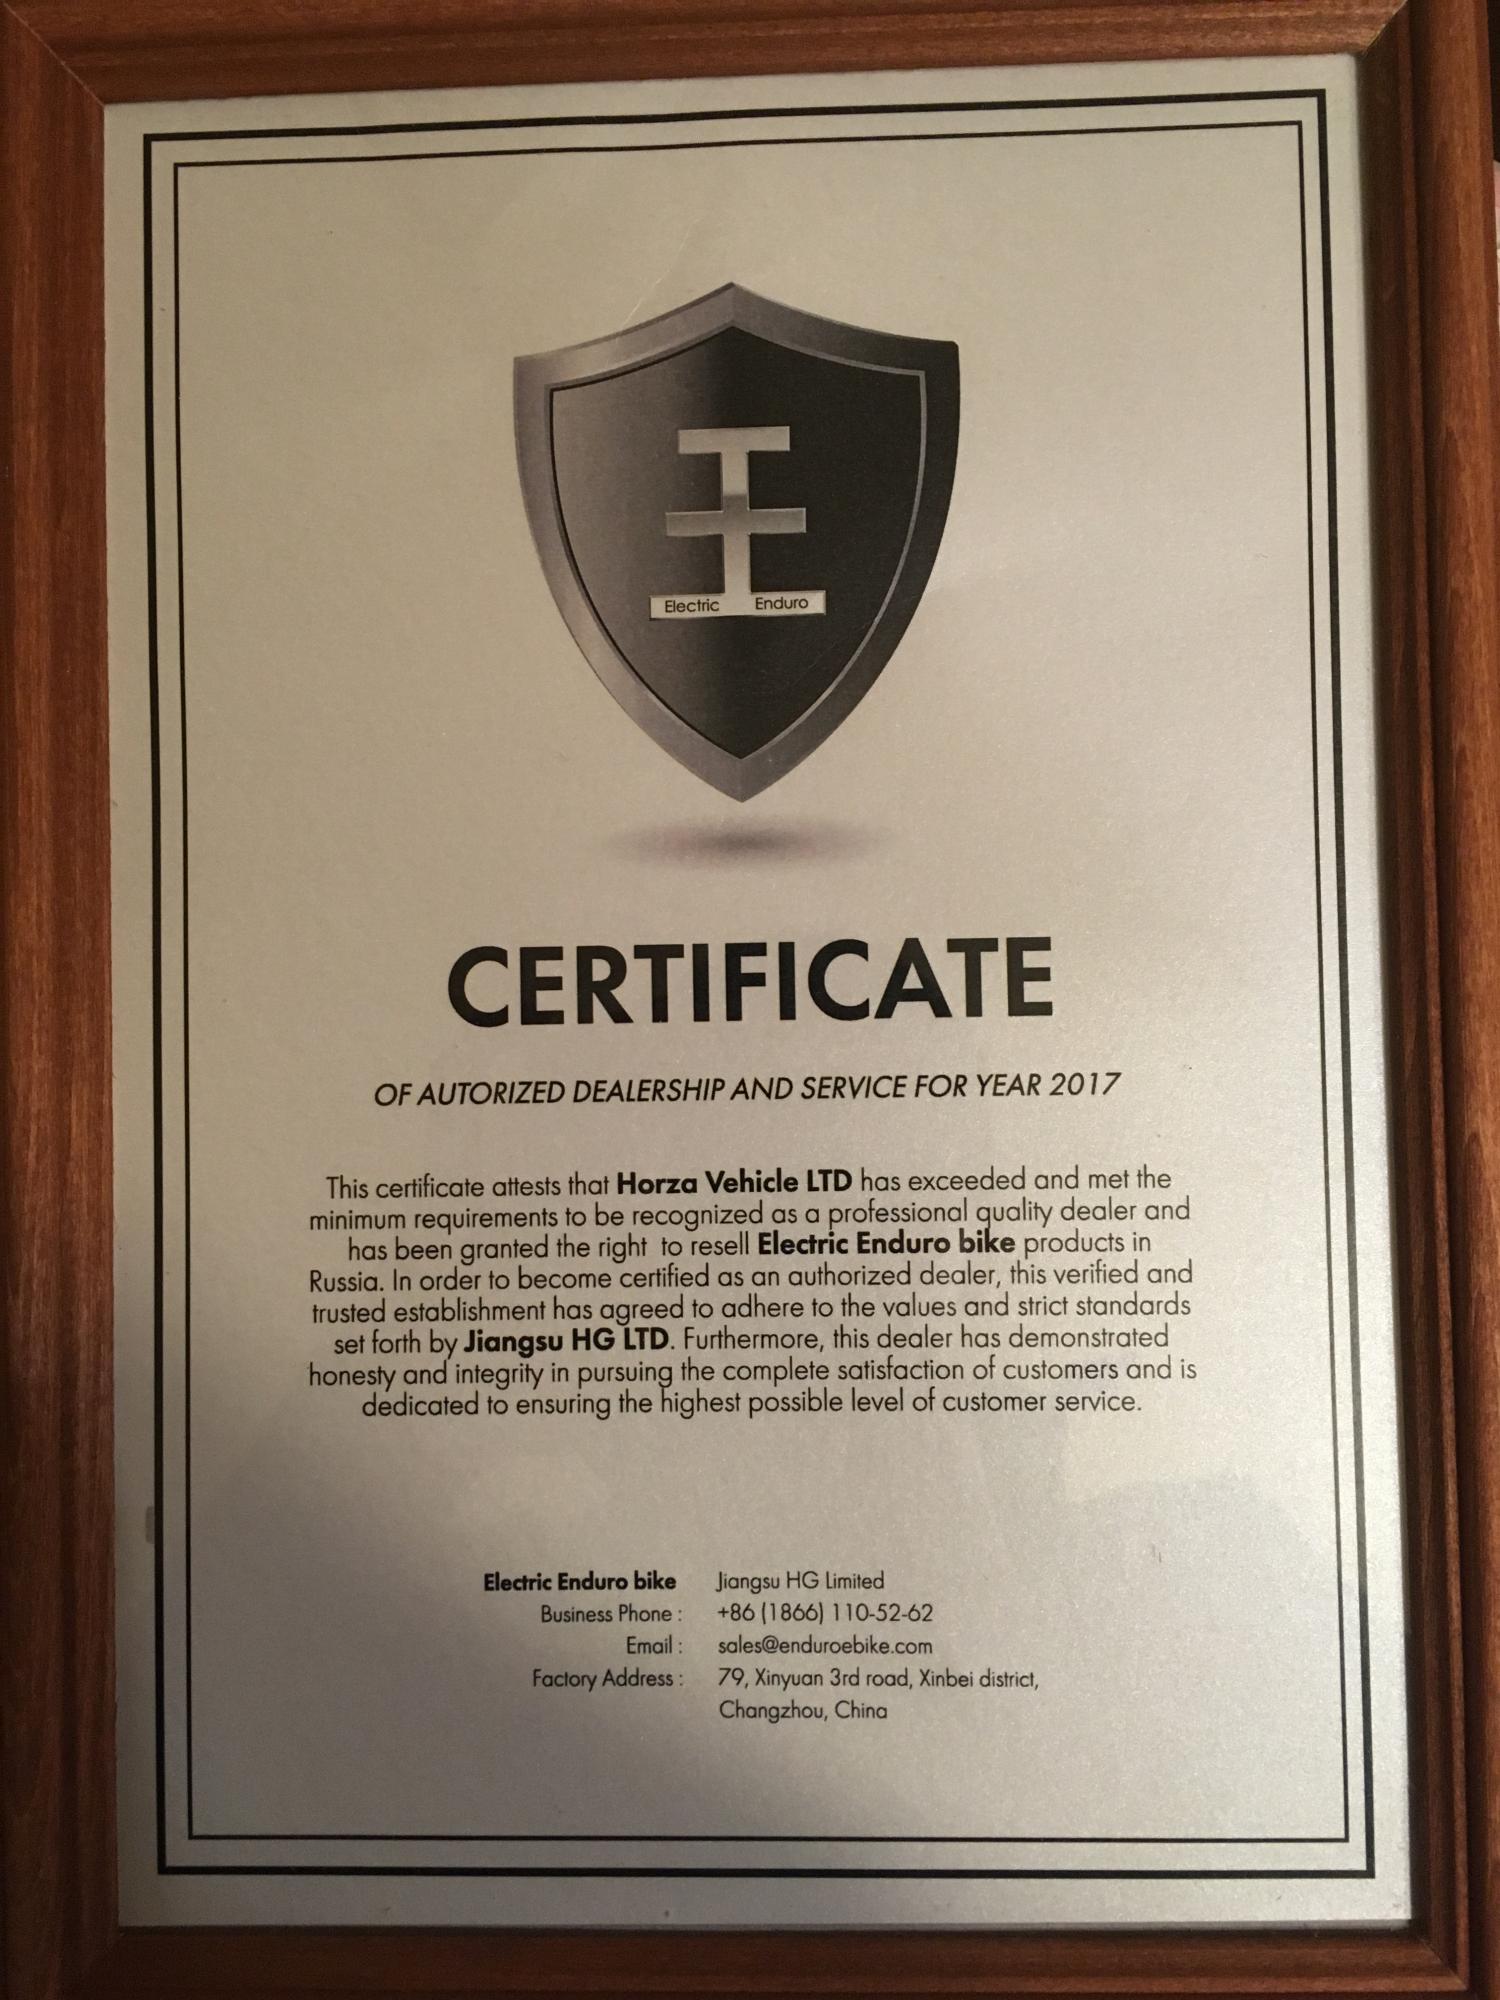 Electric Enduro
CERTIFICATE
OF AUTORIZED DEALERSHIP AND SERVICE FOR YEAR 2017
This certificate attests that Horza Vehicle LTD has exceeded and met the
minimum requirements to be recognized as a professional quality dealer and
has been granted the right to resell Electric Enduro bike products in
Russia. In order to become certified as an authorized dealer, this verified and
trusted establishment has agreed to adhere to the values and strict standards
set forth by Jiangsu HG LTD. Furthermore, this dealer has demonstrated
honesty and integrity in pursuing the complete satisfaction of customers and is
dedicated to ensuring the highest possible level of customer service.
Electric Enduro bike Jiangsu HG Limited
Business Phone : +86 (1866) 110-52-62
Email : sales@enduroebike.com
Factory Address : 79, Xinyuan 3rd road, Xinbei district,
Changzhou, China